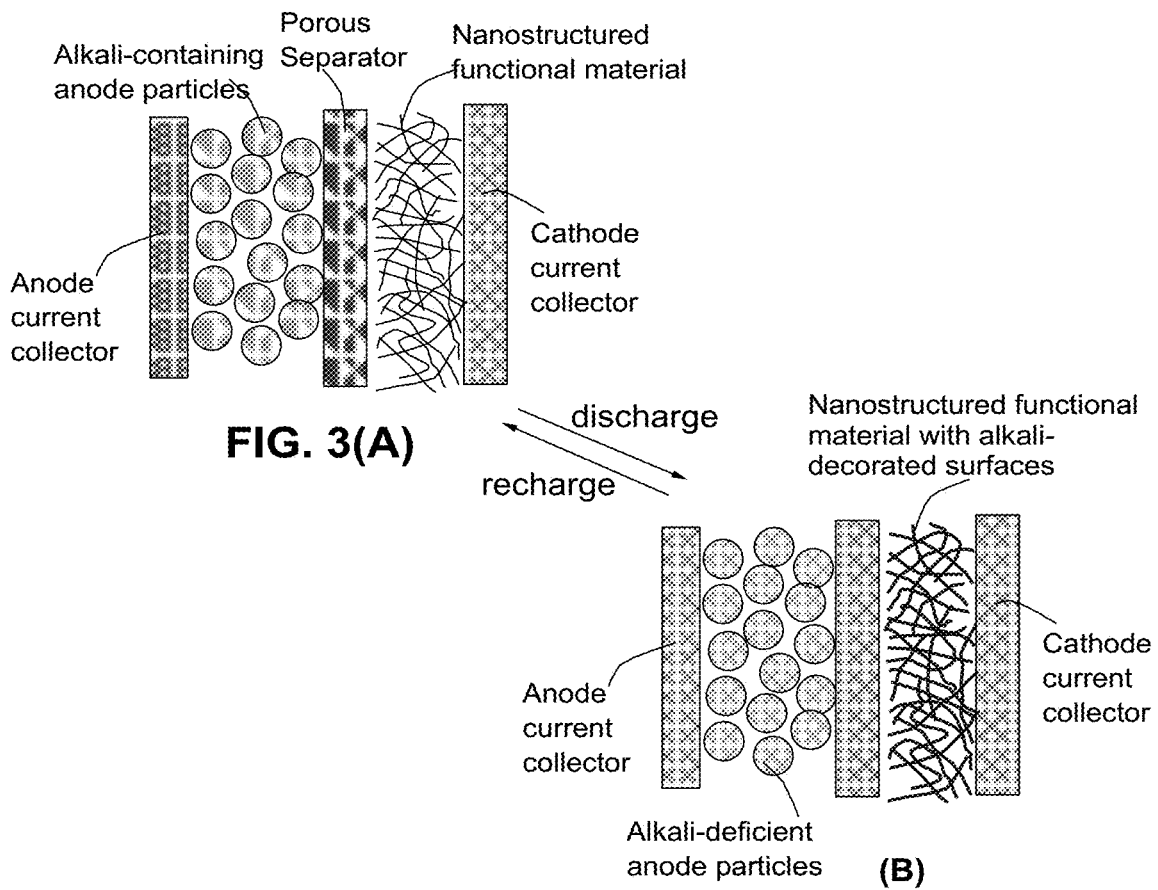 Porous
Separator
Nanostructured
functional material
Alkali-containing
anode particles
Anode
current
collector
Cathode
current
collector
FIG. 3(A)
discharge
recharge
Nanostructured functional
material with alkali-
decorated surfaces
Anode
current
collector
Cathode
current
collector
Alkali-deficient
anode particles
(B)